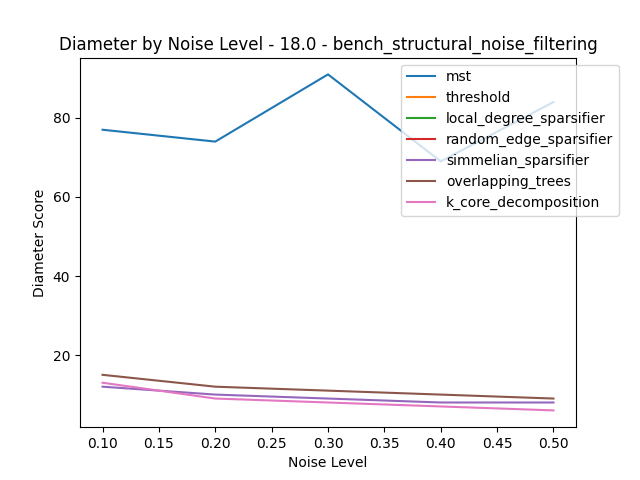 Diameter by Noise Level - 18.0 - bench_structural_noise_filtering
mst
threshold
local_degree_sparsifier
random_edge_sparsifier
simmelian_sparsifier
overlapping_trees
k_core_decomposition
Diameter Score
80
60
40
20
0.10 0.15 0.20 0.25 0.30 0.35 0.40 0.45 0.50
Noise Level